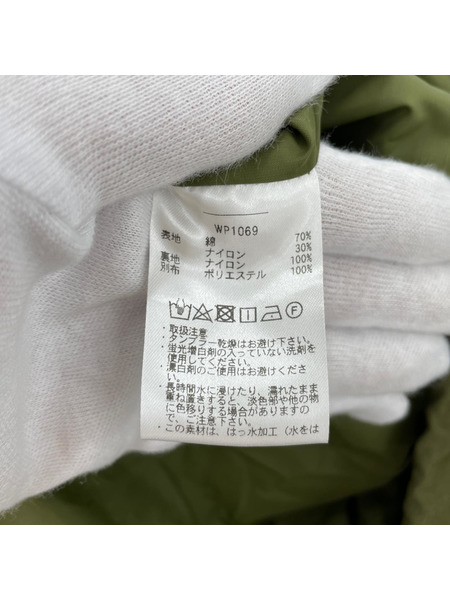 WP1069
表地 綿 70%
ナイロン 30%
裏地 ナイロン 100%
別布 ポリエステル 100%
F
・取扱注意
・タンブラー乾燥はお避け下さい。
・蛍光増白剤の入っていない洗剤を
使用してください。
・漂白剤のご使用はお避けくださ
い。
・長時間水に浸けたり、濡れたまま
重ね置きすると、淡色部や他の物
に色移りする場合がありますの
で、ご注意下さい。
・この素材は、はっ水加工（水をは